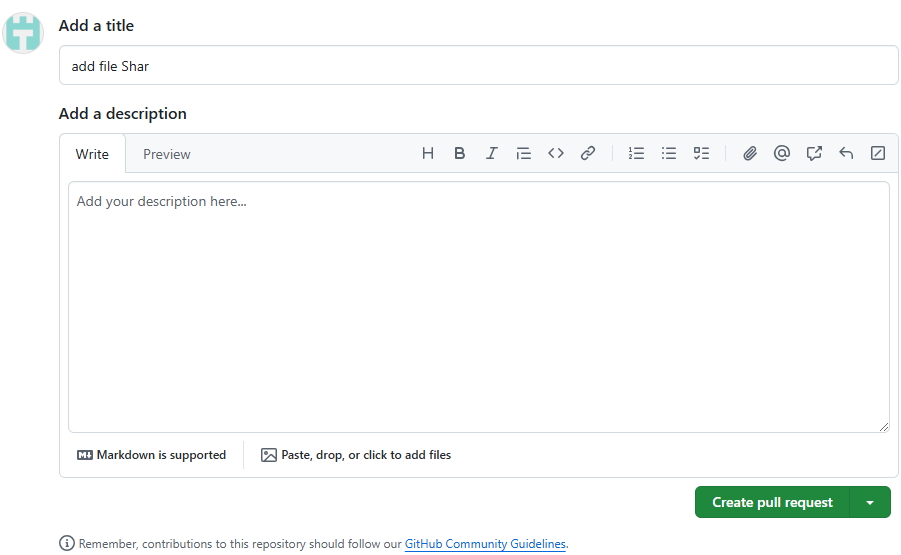 Add a title
add file Shar
Add a description
Write Preview
Add your description here...
Markdown is supported Paste, drop, or click to add files
Create pull request
Remember, contributions to this repository should follow our GitHub Community Guidelines.